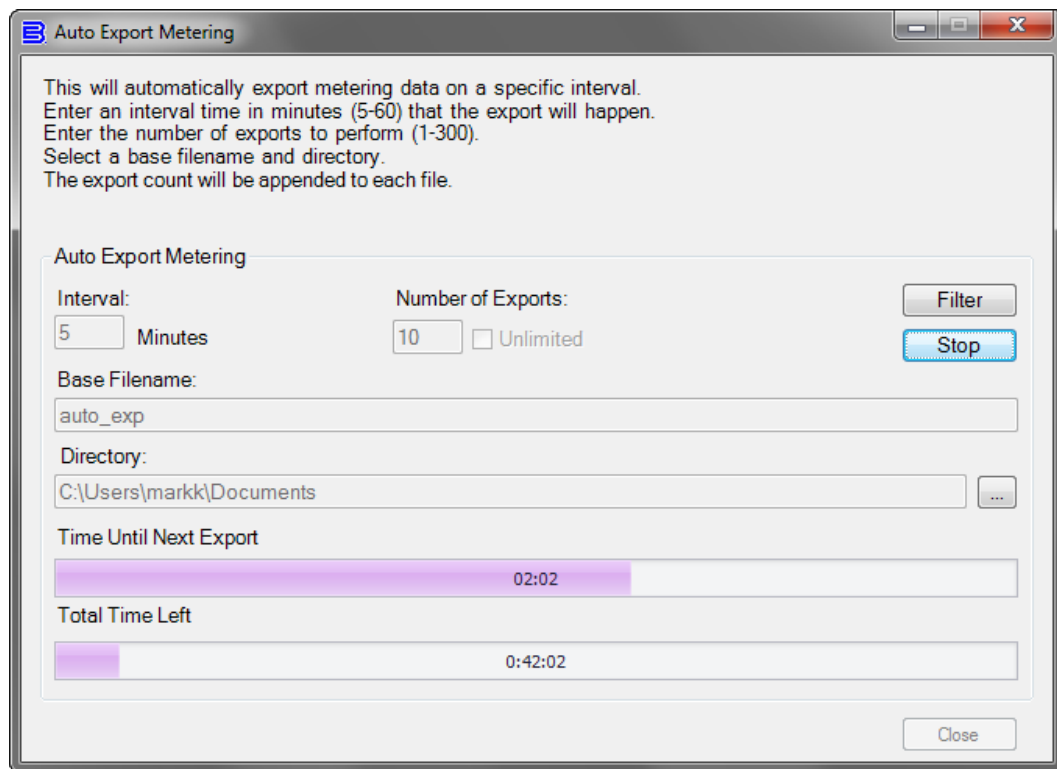 Auto Export Metering
This will automatically export metering data on a specific interval.
Enter an interval time in minutes (5-60) that the export will happen.
Enter the number of exports to perform (1-300).
Select a base filename and directory.
The export count will be appended to each file.
Auto Export Metering
Interval:
Number of Exports:
Filter
5 Minutes
10 Unlimited
Stop
Base Filename:
auto_exp
Directory:
C:\Users\markk\Documents
...
Time Until Next Export
02:02
Total Time Left
0:42:02
Close